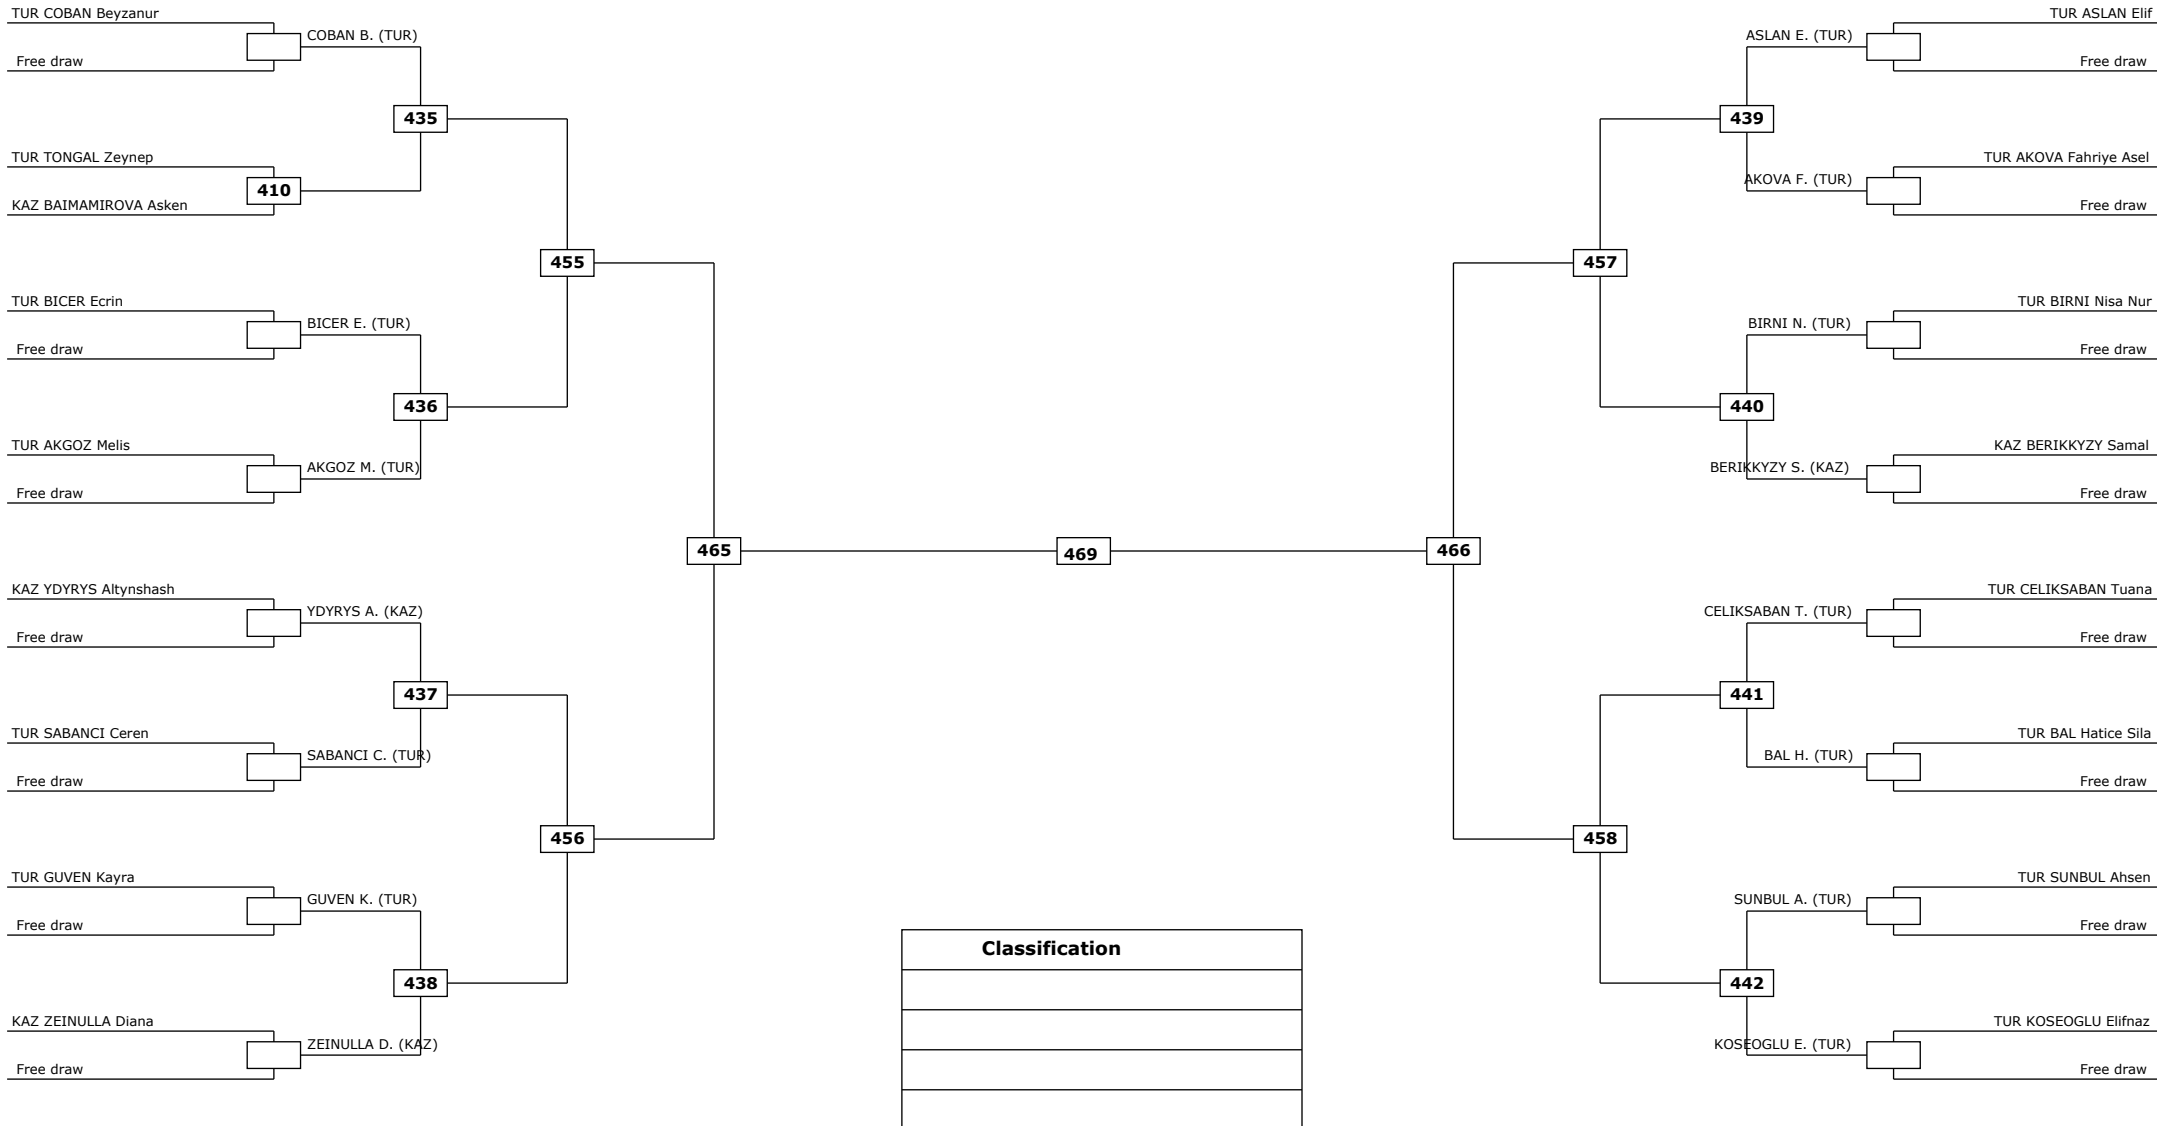 TUR COBAN Beyzanur
COBAN B. (TUR)
Free draw
435
TUR TONGAL Zeynep
410
KAZ BAIMAMIROVA Asken
455
TUR BICER Ecrin
BICER E. (TUR)
Free draw
436
TUR AKGOZ Melis
AKGOZ M. (TUR)
Free draw
465
KAZ YDYRYS Altynshash
YDYRYS A. (KAZ)
Free draw
437
TUR SABANCI Ceren
SABANCI C. (TUR)
Free draw
456
TUR GUVEN Kayra
GUVEN K. (TUR)
Free draw
438
KAZ ZEINULLA Diana
ZEINULLA D. (KAZ)
Free draw
469
Classification
TUR ASLAN Elif
ASLAN E. (TUR)
Free draw
439
TUR AKOVA Fahriye Asel
AKOVA F. (TUR)
Free draw
457
TUR BIRNI Nisa Nur
BIRNI N. (TUR)
Free draw
440
KAZ BERIKKYZY Samal
BERIKKYZY S. (KAZ)
Free draw
466
TUR CELIKSABAN Tuana
CELIKSABAN T. (TUR)
Free draw
441
TUR BAL Hatice Sila
BAL H. (TUR)
Free draw
458
TUR SUNBUL Ahsen
SUNBUL A. (TUR)
Free draw
442
TUR KOSEOGLU Elifnaz
KOSEOGLU E. (TUR)
Free draw